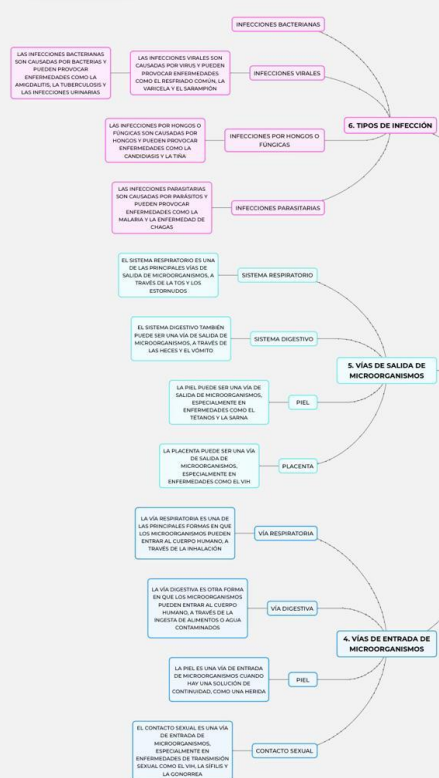 INFECCIONES BACTERIANAS
LAS INFECCIONES BACTERIANAS
SON CAUSADAS POR BACTERIAS Y
PUEDEN PROVOCAR
ENFERMEDADES COMO LA
AMIGDALITIS, LA TUBERCULOSIS Y
LAS INFECCIONES URINARIAS
LAS INFECCIONES VIRALES SON
CAUSADAS POR VIRUS Y PUEDEN
PROVOCAR ENFERMEDADES
COMO EL RESFRIADO COMÚN, LA
VARICELA Y EL SARAMPIÓN
INFECCIONES VIRALES
6. TIPOS DE INFECCIÓN
LAS INFECCIONES POR HONGOS O
FÚNGICAS SON CAUSADAS POR
HONGOS Y PUEDEN PROVOCAR
ENFERMEDADES COMO LA
CANDIDIASIS Y LA TIÑA
INFECCIONES POR HONGOS O
FÚNGICAS
LAS INFECCIONES PARASITARIAS
SON CAUSADAS POR PARÁSITOS Y
PUEDEN PROVOCAR
ENFERMEDADES COMO LA
MALARIA Y LA ENFERMEDAD DE
CHAGAS
INFECCIONES PARASITARIAS
EL SISTEMA RESPIRATORIO ES UNA
DE LAS PRINCIPALES VÍAS DE
SALIDA DE MICROORGANISMOS, A
TRAVÉS DE LA TOS Y LOS
ESTORNUDOS
SISTEMA RESPIRATORIO
EL SISTEMA DIGESTIVO TAMBIÉN
PUEDE SER UNA VÍA DE SALIDA DE
MICROORGANISMOS, A TRAVÉS DE
LAS HECES Y EL VÓMITO
SISTEMA DIGESTIVO
5. VÍAS DE SALIDA DE
MICROORGANISMOS
LA PIEL PUEDE SER UNA VÍA DE
SALIDA DE MICROORGANISMOS,
ESPECIALMENTE EN
ENFERMEDADES COMO EL
TÉTANOS Y LA SARNA
PIEL
LA PLACENTA PUEDE SER UNA VÍA
DE SALIDA DE
MICROORGANISMOS,
ESPECIALMENTE EN
ENFERMEDADES COMO EL VIH
PLACENTA
LA VÍA RESPIRATORIA ES UNA DE
LAS PRINCIPALES FORMAS EN QUE
LOS MICROORGANISMOS PUEDEN
ENTRAR AL CUERPO HUMANO, A
TRAVÉS DE LA INHALACIÓN
VÍA RESPIRATORIA
LA VÍA DIGESTIVA ES OTRA FORMA
EN QUE LOS MICROORGANISMOS
PUEDEN ENTRAR AL CUERPO
HUMANO, A TRAVÉS DE LA
INGESTA DE ALIMENTOS O AGUA
CONTAMINADOS
VÍA DIGESTIVA
4. VÍAS DE ENTRADA DE
MICROORGANISMOS
LA PIEL ES UNA VÍA DE ENTRADA
DE MICROORGANISMOS CUANDO
HAY UNA SOLUCIÓN DE
CONTINUIDAD, COMO UNA HERIDA
PIEL
EL CONTACTO SEXUAL ES UNA VÍA
DE ENTRADA DE
MICROORGANISMOS,
ESPECIALMENTE EN
ENFERMEDADES DE TRANSMISIÓN
SEXUAL COMO EL VIH, LA SÍFILIS Y
LA GONORREA
CONTACTO SEXUAL